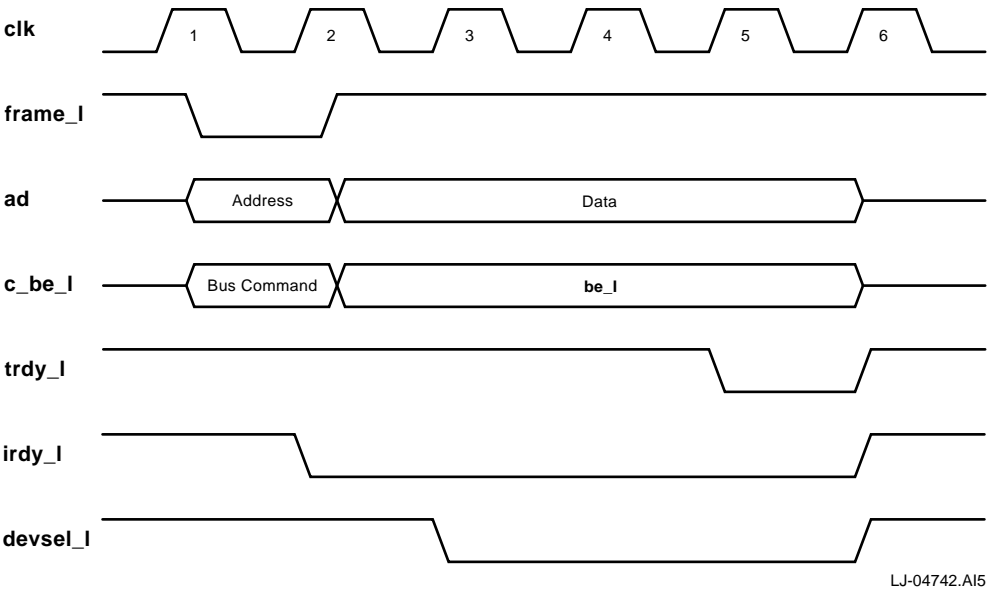 clk 1 2 3 4 5 6
frame_l
ad Address Data
c_be_l Bus Command be_l
trdy_l
irdy_l
devsel_l
LJ-04742.AI5